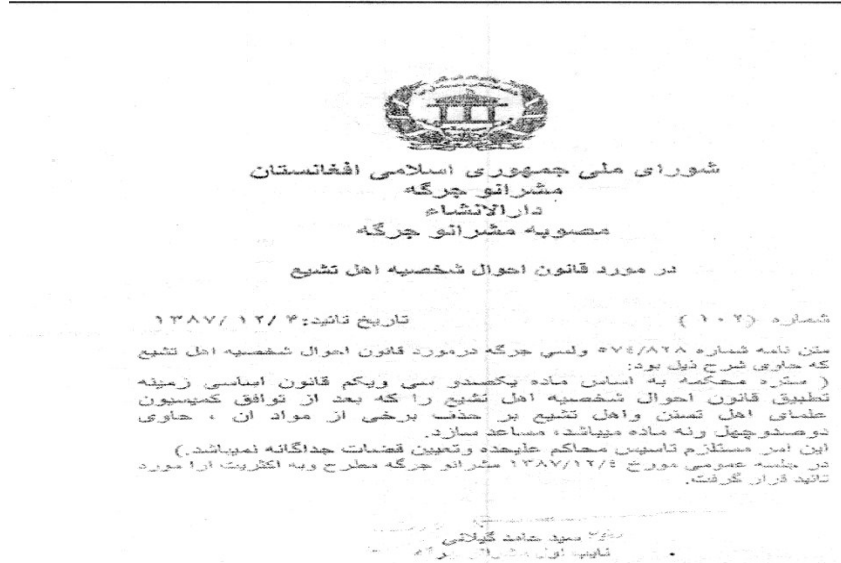 شورای ملی جمهوری اسلامی افغانستان
مشرانو جرگه
دارالانشاء
مصوبه مشرانو جرگه
در مورد قانون احوال شخصیه اهل تشیع
شماره (۱۰۲) تاریخ تائید: ۴ /۱۲ /۱۳۸۷
متن نامه شماره ۵۷٤/۸۲۸ ولسی جرگه درمورد قانون احوال شخصیه اهل تشیع
که حاوی شرح ذیل بود:
( ستره محکمه به اساس ماده یکصدو سی ویکم قانون اساسی زمینه
تطبیق قانون احوال شخصیه اهل تشیع را که بعد از توافق کمیسیون
علمای اهل تسنن واهل تشیع بر حذف برخی از مواد ان ، حاوی
دوصدوچهل ونه ماده میباشد، مساعد سازد.
این امر مستلزم تاسیس محاکم علیحده وتعیین قضات جداگانه نمیباشد.)
در جلسه عمومی مورخ ۱۳۸۷/۱۲/٤ مشرانو جرگه مطرح وبه اکثریت ارا مورد
تائید قرار گرفت.
سید حامد گیلانی
نایب اول مشرانو جرگه